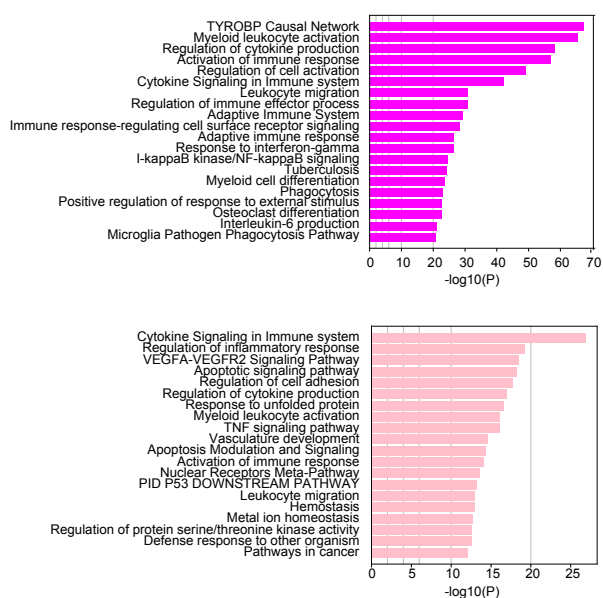 TYROBP Causal Network
Myeloid leukocyte activation
Regulation of cytokine production
Activation of immune response
Regulation of cell activation
Cytokine Signaling in Immune system
Leukocyte migration
Regulation of immune effector process
Adaptive Immune System
Immune response-regulating cell surface receptor signaling
Adaptive immune response
Response to interferon-gamma
I-kappaB kinase/NF-kappaB signaling
Tuberculosis
Myeloid cell differentiation
Phagocytosis
Positive regulation of response to external stimulus
Osteoclast differentiation
Interleukin-6 production
Microglia Pathogen Phagocytosis Pathway
0 10 20 30 40 50 60 70
-log10(P)
Cytokine Signaling in Immune system
Regulation of inflammatory response
VEGFA-VEGFR2 Signaling Pathway
Apoptotic signaling pathway
Regulation of cell adhesion
Regulation of cytokine production
Response to unfolded protein
Myeloid leukocyte activation
TNF signaling pathway
Vasculature development
Apoptosis Modulation and Signaling
Activation of immune response
Nuclear Receptors Meta-Pathway
PID P53 DOWNSTREAM PATHWAY
Leukocyte migration
Hemostasis
Metal ion homeostasis
Regulation of protein serine/threonine kinase activity
Defense response to other organism
Pathways in cancer
0 5 10 15 20 25
-log10(P)